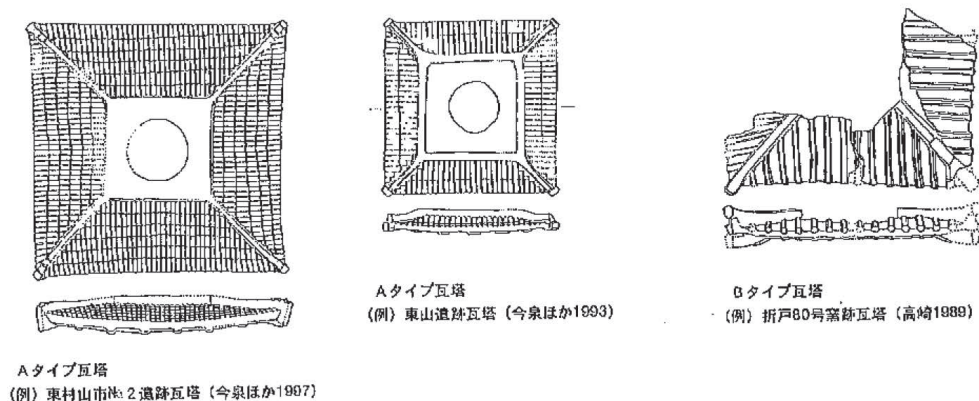 Aタイプ瓦塔
(例) 東村山市№2遺跡瓦塔 (今泉ほか1997)
Aタイプ瓦塔
(例) 東山遺跡瓦塔 (今泉ほか1993)
Bタイプ瓦塔
(例) 折戸80号窯跡瓦塔 (高崎1989)